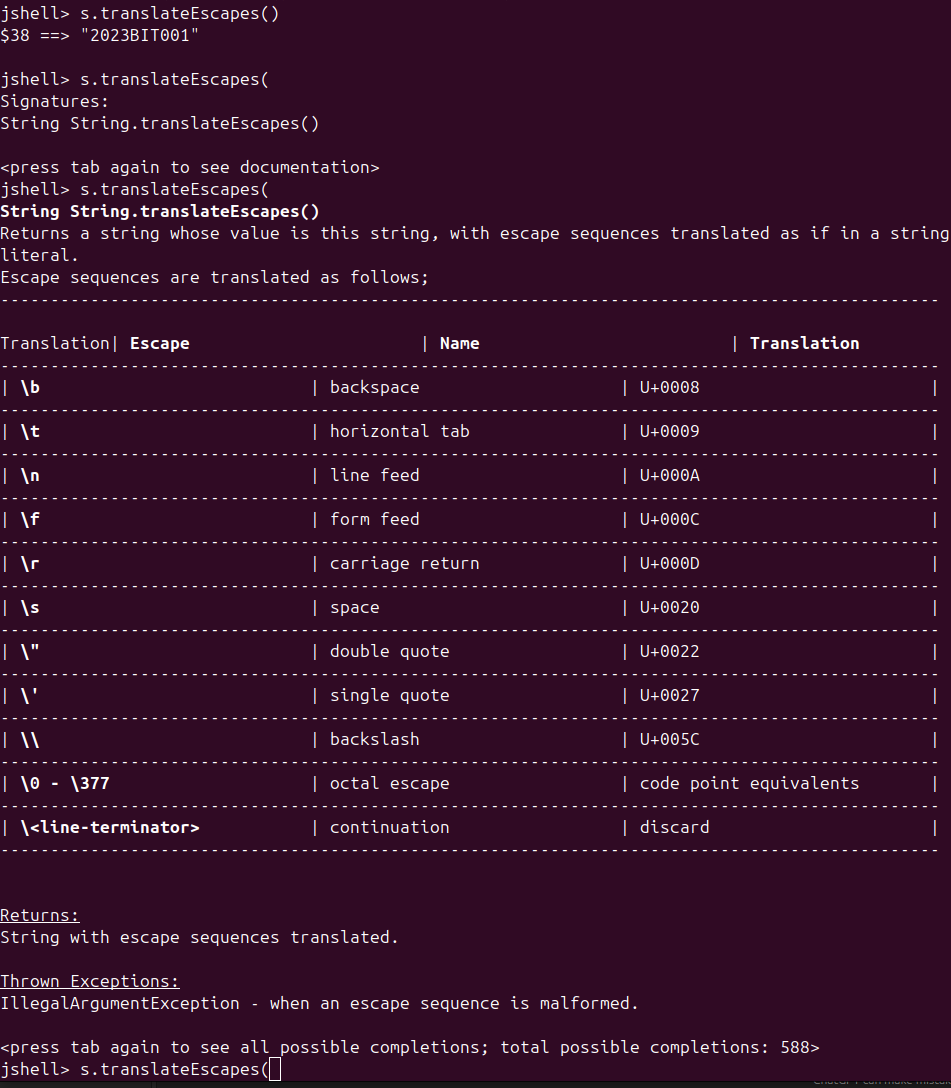 jshell> s.translateEscapes()
$38 ==> "2023BIT001"
jshell> s.translateEscapes(
Signatures:
String String.translateEscapes()
<press tab again to see documentation>
jshell> s.translateEscapes(
String String.translateEscapes()
Returns a string whose value is this string, with escape sequences translated as if in a string
literal.
Escape sequences are translated as follows;
----------------------------------------------------------------------------------------------
Translation| Escape | Name | Translation
----------------------------------------------------------------------------------------------
| \b | backspace | U+0008 |
----------------------------------------------------------------------------------------------
| \t | horizontal tab | U+0009 |
----------------------------------------------------------------------------------------------
| \n | line feed | U+000A |
----------------------------------------------------------------------------------------------
| \f | form feed | U+000C |
----------------------------------------------------------------------------------------------
| \r | carriage return | U+000D |
----------------------------------------------------------------------------------------------
| \s | space | U+0020 |
----------------------------------------------------------------------------------------------
| \" | double quote | U+0022 |
----------------------------------------------------------------------------------------------
| \' | single quote | U+0027 |
----------------------------------------------------------------------------------------------
| \\ | backslash | U+005C |
----------------------------------------------------------------------------------------------
| \0 - \377 | octal escape | code point equivalents |
----------------------------------------------------------------------------------------------
| \<line-terminator> | continuation | discard |
----------------------------------------------------------------------------------------------
Returns:
String with escape sequences translated.
Thrown Exceptions:
IllegalArgumentException - when an escape sequence is malformed.
<press tab again to see all possible completions; total possible completions: 588>
jshell> s.translateEscapes(